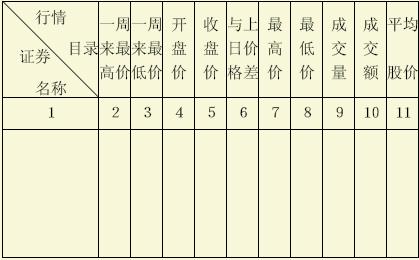 行情
目录
证券
名称
一周
来最
高价
一周
来最
低价
开
盘
价
收
盘
价
与上
日价
格差
最
高
价
最
低
价
成
交
量
成
交
额
平均
股价
1 2 3 4 5 6 7 8 9 10 11